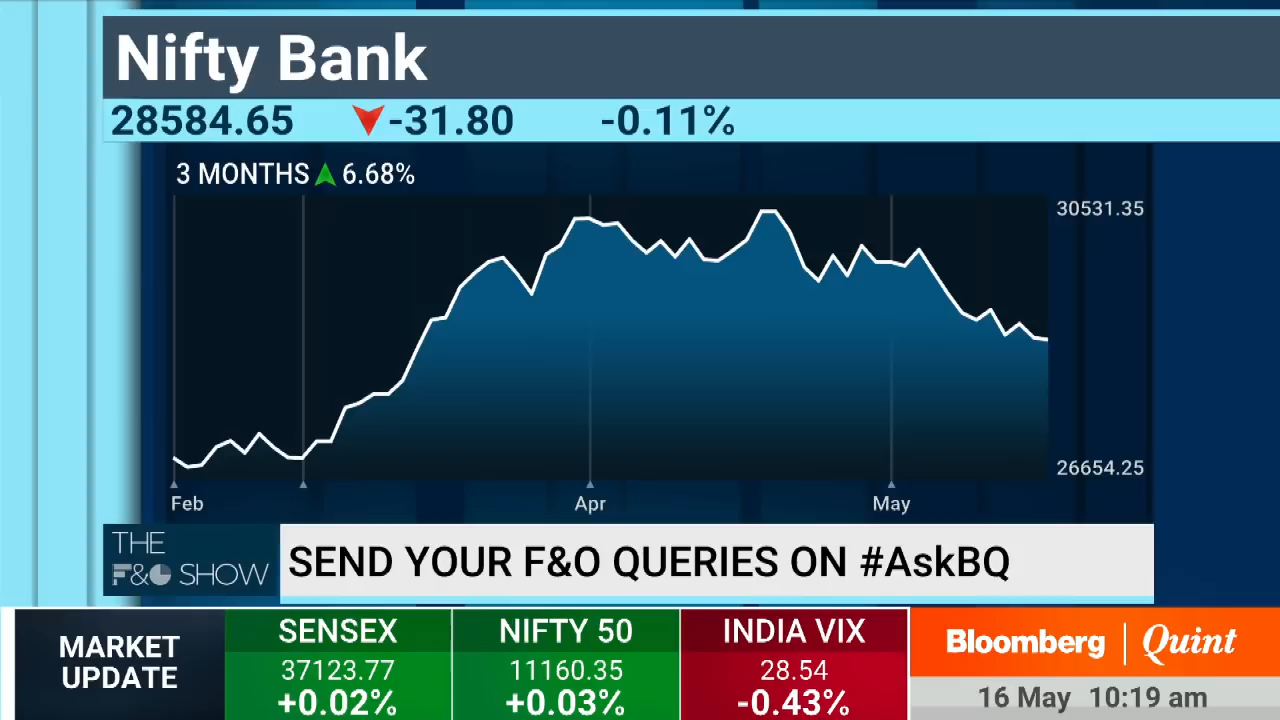 Nifty Bank
28584.65 -31.80 -0.11%
3 MONTHS 6.68%
30531.35
26654.25
Feb Apr May
THE
F&O SHOW
SEND YOUR F&O QUERIES ON #AskBQ
MARKET
UPDATE
SENSEX
37123.77
+0.02%
NIFTY 50
11160.35
+0.03%
INDIA VIX
28.54
-0.43%
Bloomberg | Quint
16 May 10:19 am